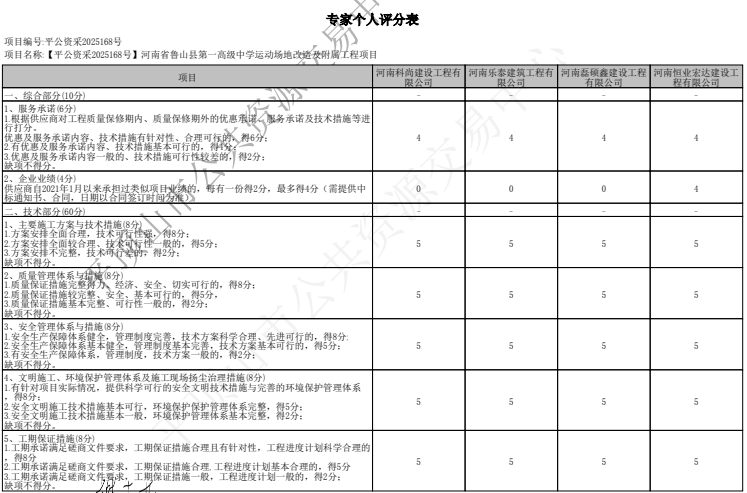 专家个人评分表
项目编号:平公资采2025168号
项目名称:【平公资采2025168号】河南省鲁山县第一高级中学运动场地改造及附属工程项目
项目 河南科尚建设工程有限公司 河南乐泰建筑工程有限公司 河南磊硕鑫建设工程有限公司 河南恒业宏达建设工程有限公司
一、综合部分(10分) - - - -
1、服务承诺(6分)
1.根据供应商对工程质量保修期内、质量保修期外的优惠承诺、服务承诺及技术措施等进
行打分。
优惠及服务承诺内容、技术措施有针对性、合理可行的，得6分；
2.有优惠及服务承诺内容、技术措施基本可行的，得4分；
3.优惠及服务承诺内容一般的、技术措施可行性较差的，得2分；
缺项不得分。
4 4 4 4
2、企业业绩(4分)
供应商自2021年1月以来承担过类似项目业绩的，每有一份得2分，最多得4分（需提供中
标通知书、合同，日期以合同签订时间为准）
0 0 0 4
二、技术部分(60分) - - - -
1、主要施工方案与技术措施(8分)
1.方案安排全面合理，技术可行性强，得8分；
2.方案安排全面较合理、技术可行性一般的，得5分；
3.方案安排不完整，技术可行差的，得2分；
缺项不得分。
5 5 5 5
2、质量管理体系与措施(8分)
1.质量保证措施完整得力、经济、安全、切实可行的，得8分；
2.质量保证措施较完整、安全、基本可行的，得5分，
3.质量保证措施基本完整、可行性一般的，得2分；
缺项不得分。
5 5 5 5
3、安全管理体系与措施(8分)
1.安全生产保障体系健全，管理制度完善，技术方案科学合理、先进可行的，得8分；
2.安全生产保障体系基本健全，管理制度基本完善，技术方案基本可行的，得5分；
3.有安全生产保障体系，管理制度，技术方案一般的，得2分；
缺项不得分。
5 5 5 5
4、文明施工、环境保护管理体系及施工现场扬尘治理措施(8分)
1.有针对项目实际情况，提供科学可行的安全文明技术措施与完善的环境保护管理体系
，得8分；
2.安全文明施工技术措施基本可行，环境保护保护管理体系完整，得5分；
3.安全文明施工技术措施基本一般，环境保护管理体系基本完整，得2分；
缺项不得分。
5 5 5 5
5、工期保证措施(8分)
1.工期承诺满足磋商文件要求，工期保证措施合理且有针对性，工程进度计划科学合理的
，得8分
2.工期承诺满足磋商文件要求，工期保证措施合理.工程进度计划基本合理的，得5分
3.工期承诺满足磋商文件要求，工期保证措施一般，工程进度计划一般的，得2分；
缺项不得分。
5 5 5 5
平顶山市公共资源交易中心